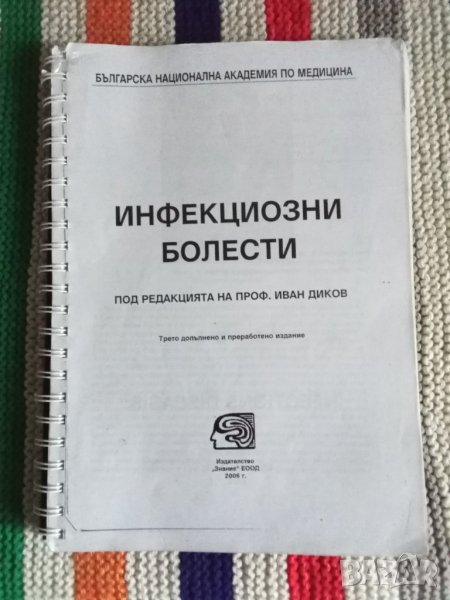 БЪЛГАРСКА НАЦИОНАЛНА АКАДЕМИЯ ПО МЕДИЦИНА
ИНФЕКЦИОЗНИ
БОЛЕСТИ
ПОД РЕДАКЦИЯТА НА ПРОФ. ИВАН ДИКОВ
Трето допълнено и преработено издание
Издателство
„Знание" ЕООД
2006 г.
BAZAR